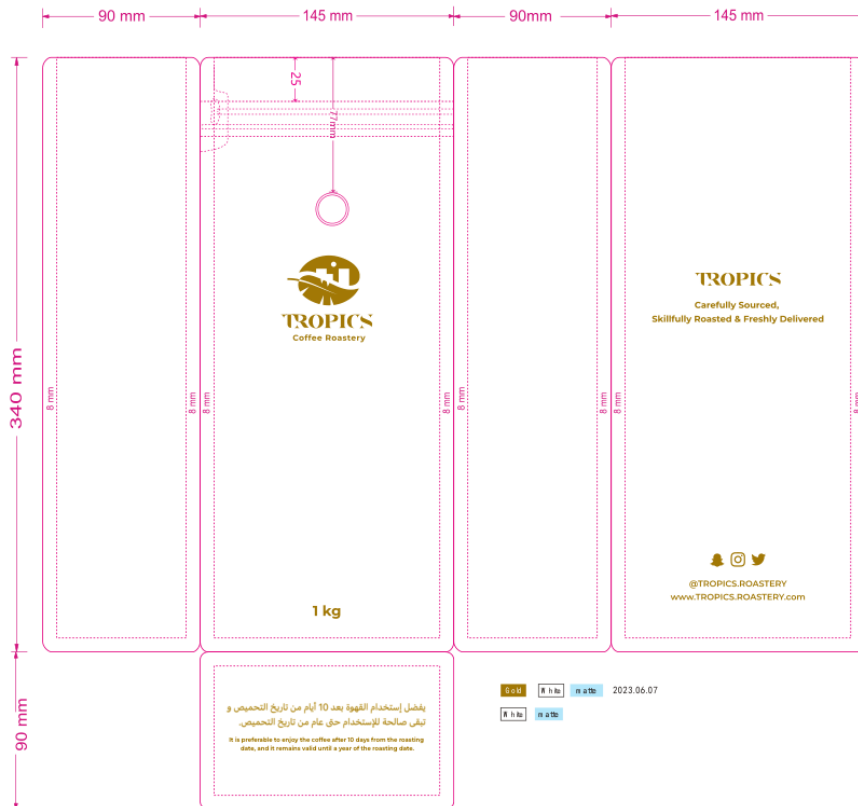 90 mm
145 mm
90mm
145 mm
25
77mm
340 mm
8 mm
8 mm
8 mm
8 mm
8 mm
8 mm
8 mm
8 mm
TROPICS
Coffee Roastery
1 kg
TROPICS
Carefully Sourced,
Skillfully Roasted & Freshly Delivered
@TROPICS.ROASTERY
www.TROPICS.ROASTERY.com
90 mm
يفضل إستخدام القهوة بعد 10 أيام من تاريخ التحميص و
تبقى صالحة للإستخدام حتى عام من تاريخ التحميص.
It is preferable to enjoy the coffee after 10 days from the roasting
date, and it remains valid until a year of the roasting date.
Gold White matte 2023.06.07
White matte